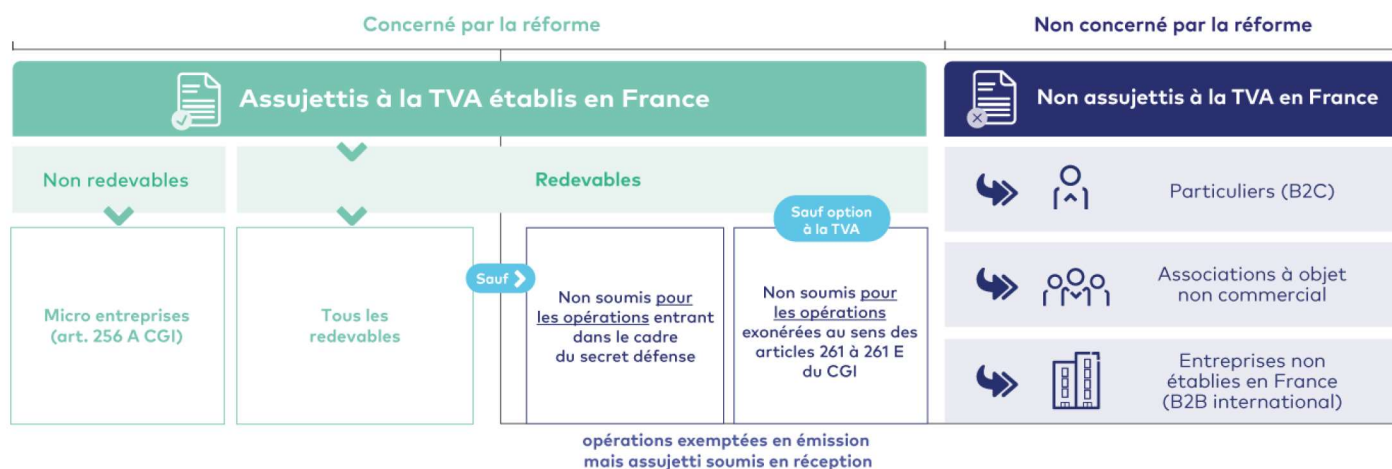 Concerné par la réforme
Non concerné par la réforme
Assujettis à la TVA établis en France
Non assujettis à la TVA en France
Non redevables
Redevables
Micro entreprises
(art. 256 A CGI)
Tous les
redevables
Sauf
Non soumis pour
les opérations entrant
dans le cadre
du secret défense
Sauf option
à la TVA
Non soumis pour
les opérations
exonérées au sens des
articles 261 à 261 E
du CGI
opérations exemptées en émission
mais assujetti soumis en réception
Particuliers (B2C)
Associations à objet
non commercial
Entreprises non
établies en France
(B2B international)